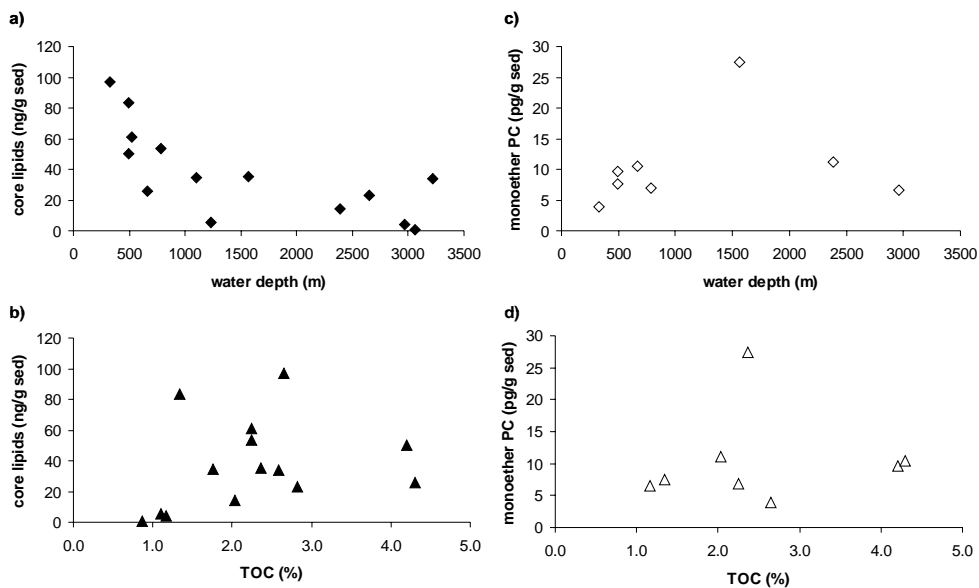 a)
core lipids (ng/g sed)
120
100
80
60
40
20
0
0 500 1000 1500 2000 2500 3000 3500
water depth (m)
c)
monoether PC (pg/g sed)
30
25
20
15
10
5
0
0 500 1000 1500 2000 2500 3000 3500
water depth (m)
b)
core lipids (ng/g sed)
120
100
80
60
40
20
0
0.0 1.0 2.0 3.0 4.0 5.0
TOC (%)
d)
monoether PC (pg/g sed)
30
25
20
15
10
5
0
0.0 1.0 2.0 3.0 4.0 5.0
TOC (%)